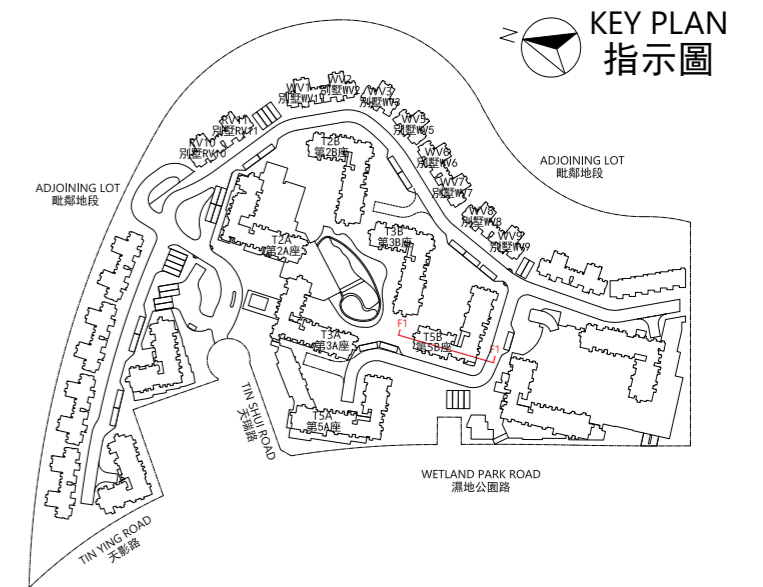 N
KEY PLAN
指示圖
WV1
別墅WV1
WV2
別墅WV2
WV3
別墅WV3
WV5
別墅WV5
WV6
別墅WV6
WV7
別墅WV7
WV8
別墅WV8
WV9
別墅WV9
RV11
別墅RV11
RV10
別墅RV10
ADJOINING LOT
毗鄰地段
ADJOINING LOT
毗鄰地段
T2B
第2B座
T2A
第2A座
T3B
第3B座
T3A
第3A座
F1
T5B
第5B座
F1
T5A
第5A座
TIN SHUI ROAD
天瑞路
WETLAND PARK ROAD
濕地公園路
TIN YING ROAD
天影路